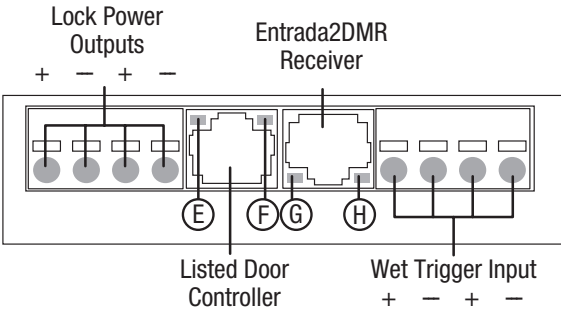 Lock Power
Outputs
+ − + −
Entrada2DMR
Receiver
E F G H
Listed Door
Controller
Wet Trigger Input
+ − + −